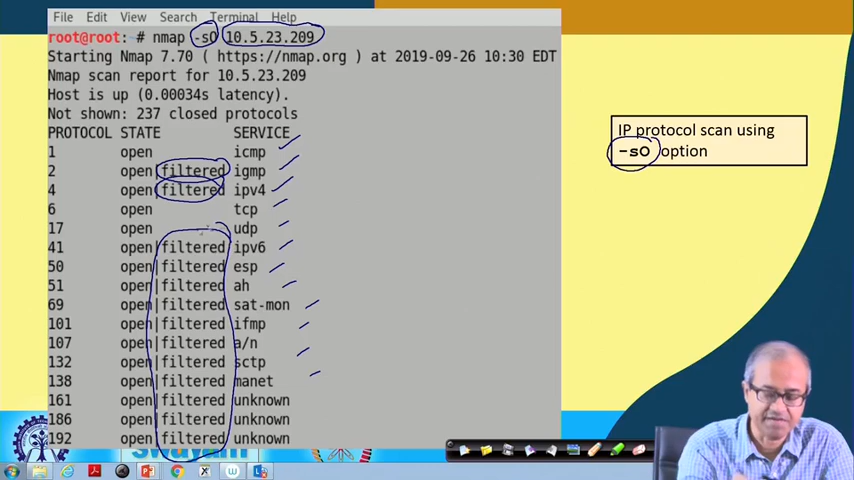 File Edit View Search Terminal Help
root@root: ~# nmap -sO 10.5.23.209
Starting Nmap 7.70 ( https://nmap.org ) at 2019-09-26 10:30 EDT
Nmap scan report for 10.5.23.209
Host is up (0.00034s latency).
Not shown: 237 closed protocols
PROTOCOL STATE SERVICE
1 open icmp
2 open|filtered igmp
4 open|filtered ipv4
6 open tcp
17 open udp
41 open|filtered ipv6
50 open|filtered esp
51 open|filtered ah
69 open|filtered sat-mon
101 open|filtered ifmp
107 open|filtered a/n
132 open|filtered sctp
138 open|filtered manet
161 open|filtered unknown
186 open|filtered unknown
192 open|filtered unknown
IP protocol scan using
-sO option